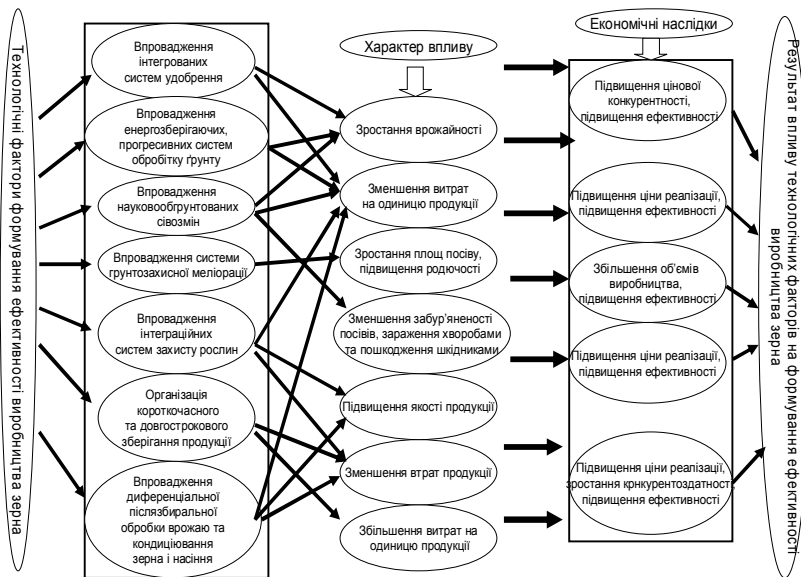 Технологічні фактори формування ефективності виробництва зерна
Впровадження
інтегрованих
систем удобрення
Впровадження
енергозберігаючих,
прогресивних систем
обробітку ґрунту
Впровадження
науковообгрунтованих
сівозмін
Впровадження системи
грунтозахисної меліорації
Впровадження
інтеграційних
систем захисту рослин
Організація
короткочасного
та довгострокового
зберігання продукції
Впровадження
диференціальної
післязбиральної
обробки врожаю та
кондиціювання
зерна і насіння
Характер впливу
Зростання врожайності
Зменшення витрат
на одиницю продукції
Зростання площ посіву,
підвищення родючості
Зменшення забур’яненості
посівів, зараження хворобами
та пошкодження шкідниками
Підвищення якості продукції
Зменшення втрат продукції
Збільшення витрат на
одиницю продукції
Економічні наслідки
Підвищення цінової
конкурентності,
підвищення ефективності
Підвищення ціни реалізації,
підвищення ефективності
Збільшення об’ємів
виробництва,
підвищення ефективності
Підвищення ціни реалізації,
підвищення ефективності
Підвищення ціни реалізації,
зростання крнкурентоздатност
підвищення ефективності
Результат впливу технологічних факторів на формування ефективності
виробництва зерна